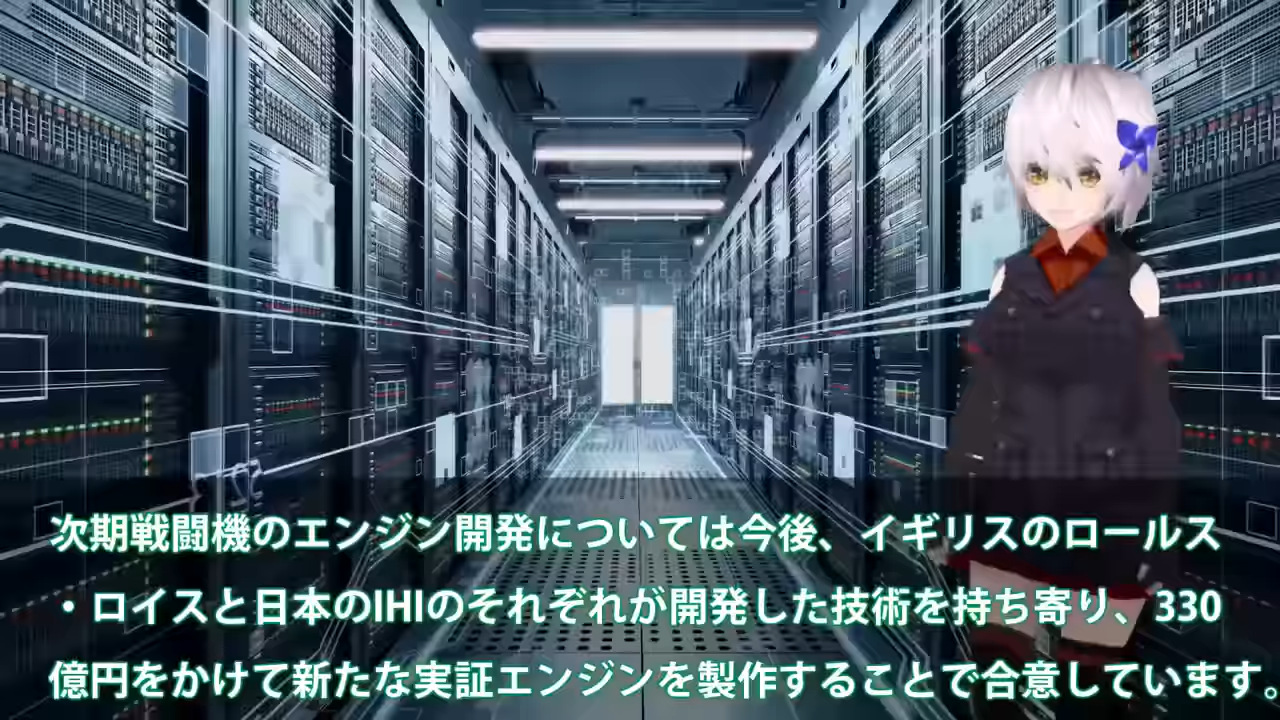 次期戦闘機のエンジン開発については今後、イギリスのロールス
・ロイスと日本のIHIのそれぞれが開発した技術を持ち寄り、330
億円をかけて新たな実証エンジンを製作することで合意しています。